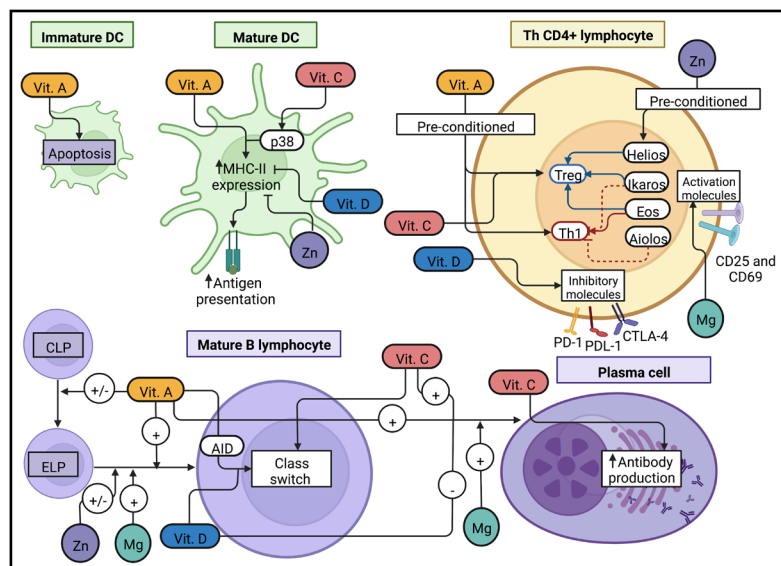 Immature DC
Mature DC
Th CD4+ lymphocyte
Vit. A
Apoptosis
Vit. A
Vit. C
p38
↑MHC-II
expression
Vit. D
Zn
↑Antigen
presentation
Vit. A
Zn
Pre-conditioned
Pre-conditioned
Helios
Treg
Ikaros
Eos
Th1
Aiolos
Activation
molecules
CD25 and
CD69
Vit. C
Vit. D
Inhibitory
molecules
PD-1
PDL-1
CTLA-4
Mg
CLP
Mature B lymphocyte
Plasma cell
+/-
Vit. A
Vit. C
Vit. C
+
+
+
AID
ELP
Class
switch
↑Antibody
production
+/-
+
-
+
Zn
Mg
Vit. D
Mg